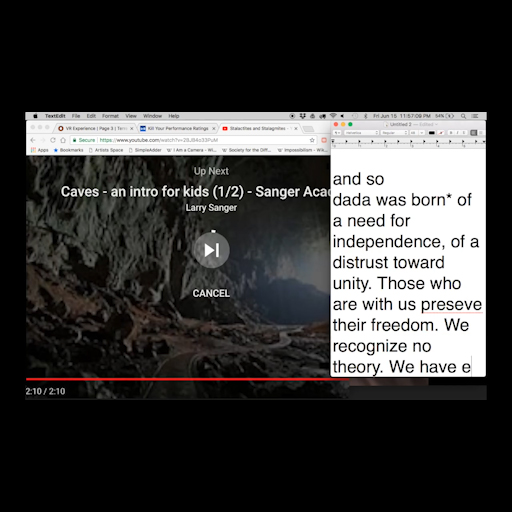 TextEdit File Edit Format View Window Help
Fri Jun 15 11:57:08 PM 54%
VR Experience | Page 3 |
Kill Your Performance Ratings
Stalactites and Stalagmites -
Untitled 2
Secure
https://www.youtube.com/watch?v=
Apps Bookmarks Artists Space SimpleAdder I Am a Camera - Society for the Diff... Impossibilism -
Up Next
Caves - an intro for kids (1/2) - Sanger Aca
Larry Sanger
CANCEL
2:10 / 2:10
and so
dada was born* of
a need for
independence, of a
distrust toward
unity. Those who
are with us preseve
their freedom. We
recognize no
theory. We have e